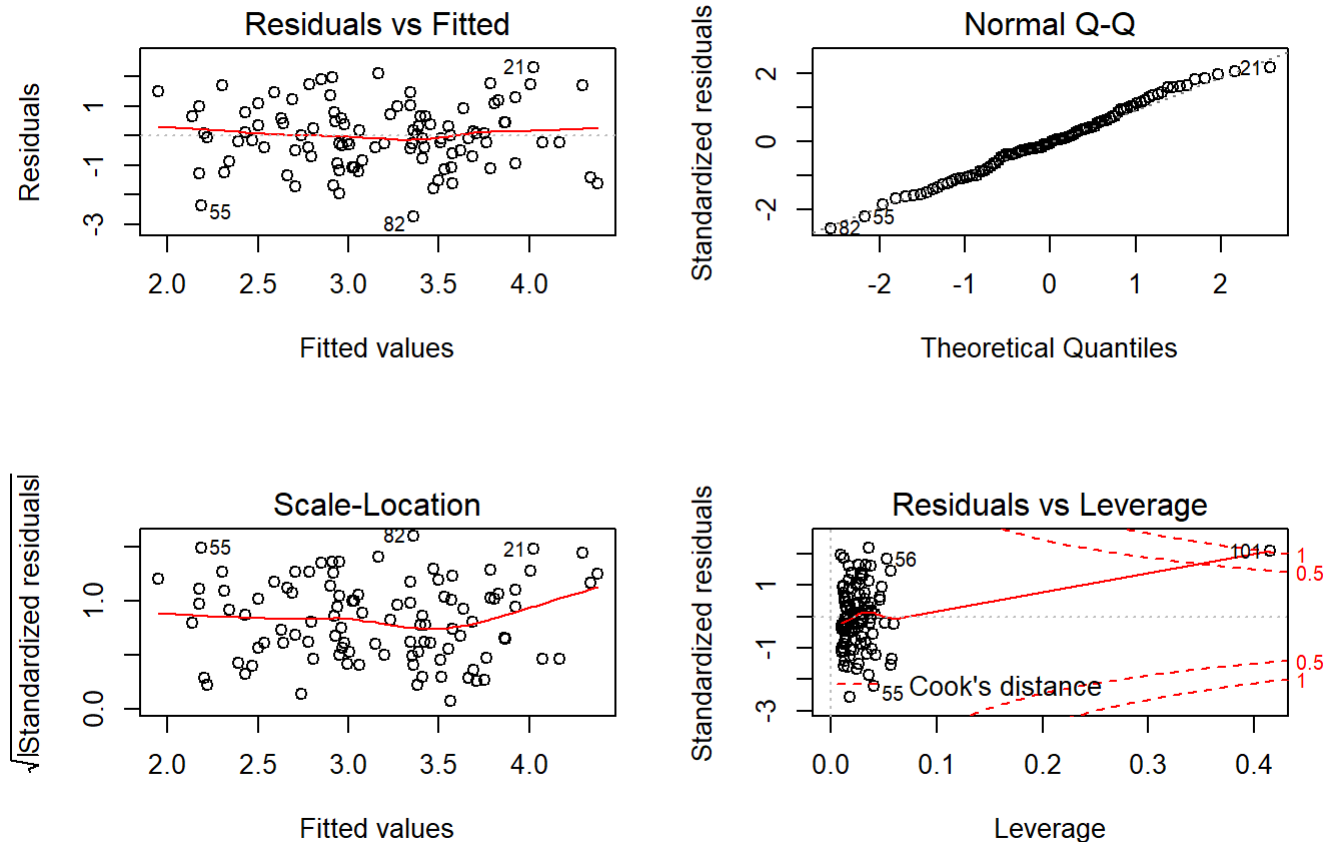 Residuals vs Fitted
Residuals
1
-1
-3
21
55
82
2.0 2.5 3.0 3.5 4.0
Fitted values
Normal Q-Q
Standardized residuals
2
0
-2
21
55
82
-2 -1 0 1 2
Theoretical Quantiles
Scale-Location
√|Standardized residuals|
1.0
0.0
55
82
21
2.0 2.5 3.0 3.5 4.0
Fitted values
Residuals vs Leverage
Standardized residuals
1
-1
-3
101
56
55
Cook's distance
1
0.5
0.5
1
0.0 0.1 0.2 0.3 0.4
Leverage